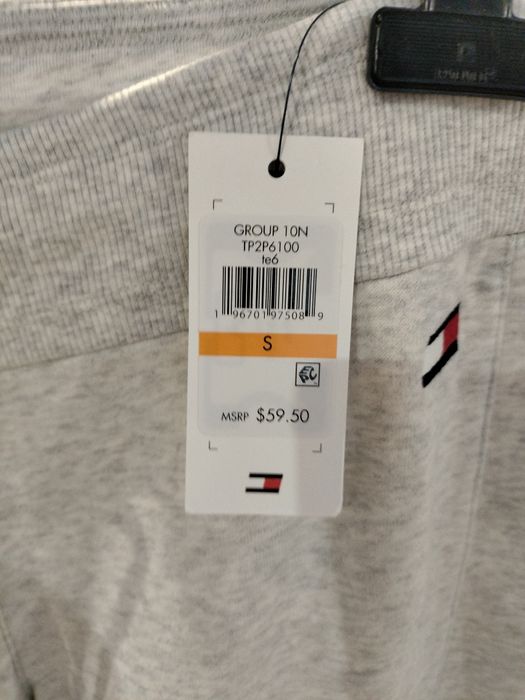 GROUP 10N
TP2P6100
te6
1 96701 97508 9
S
MSRP $59.50